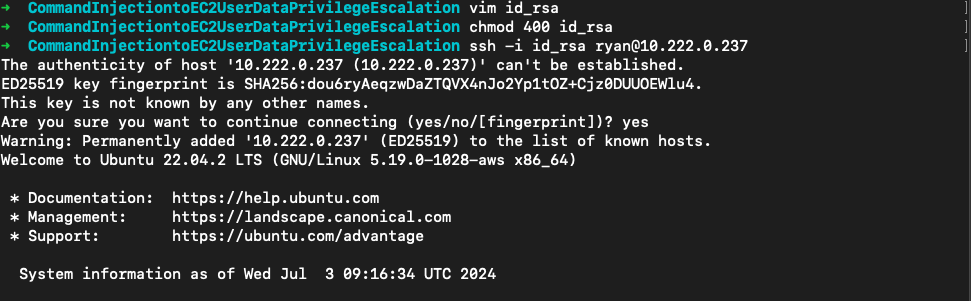 ➜ CommandInjectiontoEC2UserDataPrivilegeEscalation vim id_rsa ]
➜ CommandInjectiontoEC2UserDataPrivilegeEscalation chmod 400 id_rsa ]
➜ CommandInjectiontoEC2UserDataPrivilegeEscalation ssh -i id_rsa ryan@10.222.0.237 ]
The authenticity of host '10.222.0.237 (10.222.0.237)' can't be established.
ED25519 key fingerprint is SHA256:dou6ryAeqzwDaZTQVX4nJo2Yp1tOZ+Cjz0DUUOEWlu4.
This key is not known by any other names.
Are you sure you want to continue connecting (yes/no/[fingerprint])? yes
Warning: Permanently added '10.222.0.237' (ED25519) to the list of known hosts.
Welcome to Ubuntu 22.04.2 LTS (GNU/Linux 5.19.0-1028-aws x86_64)
* Documentation: https://help.ubuntu.com
* Management: https://landscape.canonical.com
* Support: https://ubuntu.com/advantage
System information as of Wed Jul 3 09:16:34 UTC 2024